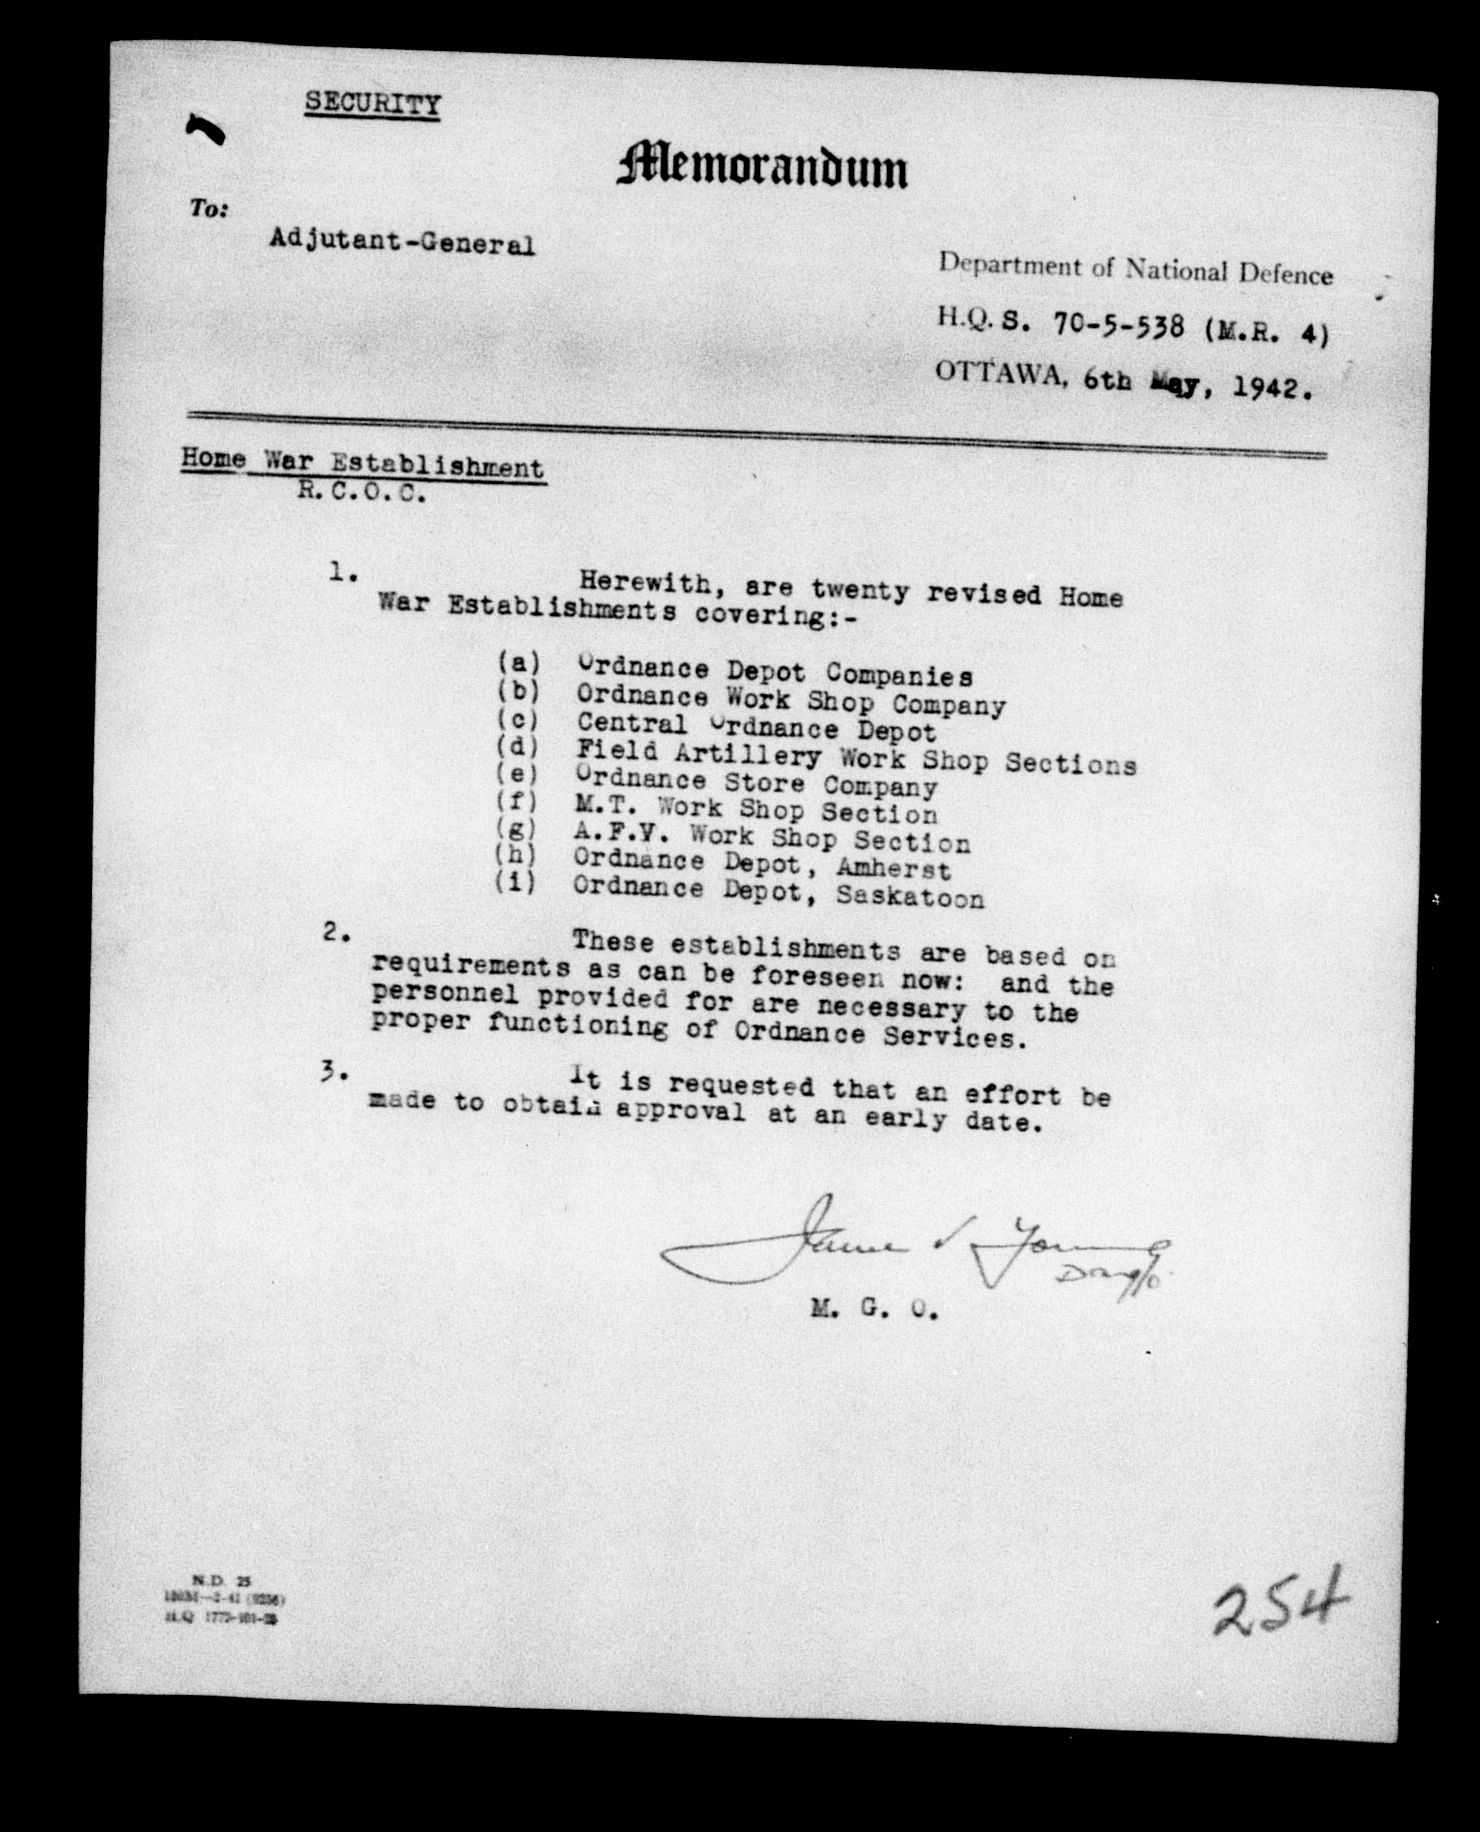 SECURITY
Memorandum
To:
Adjutant-General
Department of National Defence
H.Q. S. 70-5-538 (M.R. 4)
OTTAWA, 6th May, 1942.
Home War Establishment
R.C.O.C.
1. Herewith, are twenty revised Home
War Establishments covering:-
(a) Ordnance Depot Companies
(b) Ordnance Work Shop Company
(c) Central Ordnance Depot
(d) Field Artillery Work Shop Sections
(e) Ordnance Store Company
(f) M.T. Work Shop Section
(g) A.F.V. Work Shop Section
(h) Ordnance Depot, Amherst
(i) Ordnance Depot, Saskatoon
2. These establishments are based on
requirements as can be foreseen now: and the
personnel provided for are necessary to the
proper functioning of Ordnance Services.
3. It is requested that an effort be
made to obtain approval at an early date.
James V Young
M. G. O.
N.D. 25
H.Q.
254